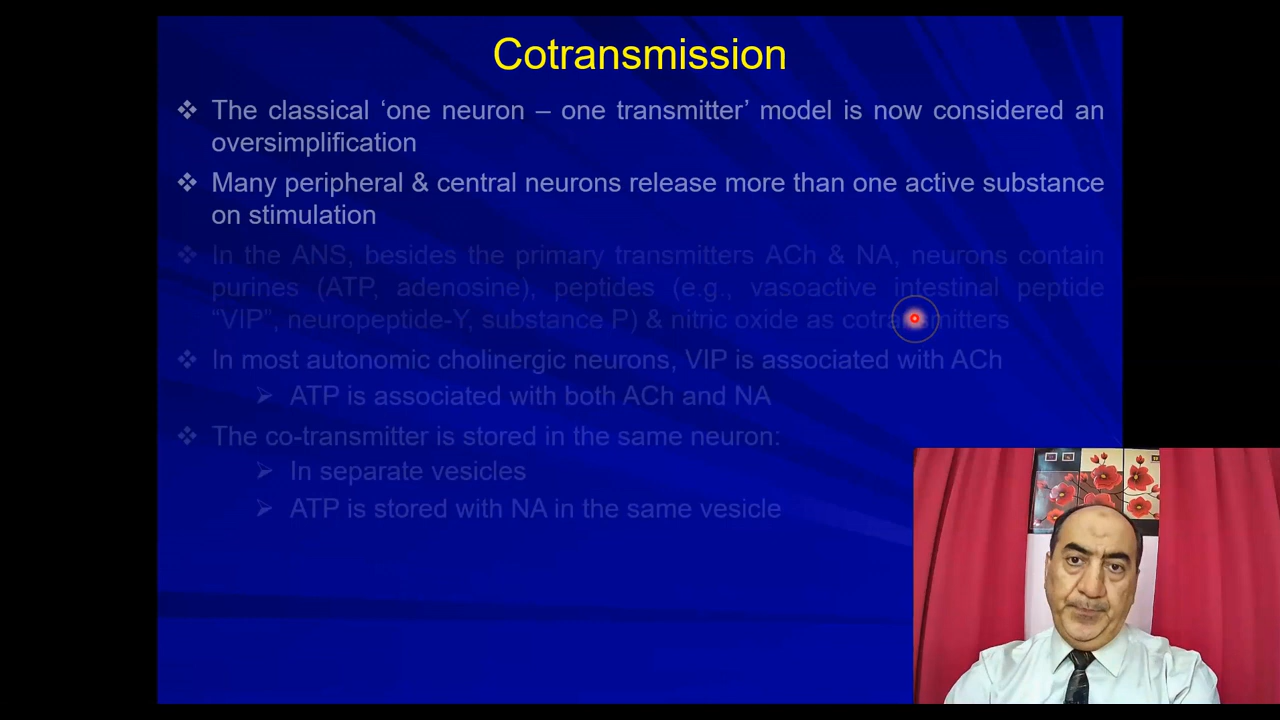 Cotransmission
❖ The classical ‘one neuron – one transmitter’ model is now considered an
oversimplification
❖ Many peripheral & central neurons release more than one active substance
on stimulation
❖ In the ANS, besides the primary transmitters ACh & NA, neurons contain
purines (ATP, adenosine), peptides (e.g., vasoactive intestinal peptide
“VIP”, neuropeptide-Y, substance P) & nitric oxide as cotransmitters
❖ In most autonomic cholinergic neurons, VIP is associated with ACh
➢ ATP is associated with both ACh and NA
❖ The co-transmitter is stored in the same neuron:
➢ In separate vesicles
➢ ATP is stored with NA in the same vesicle